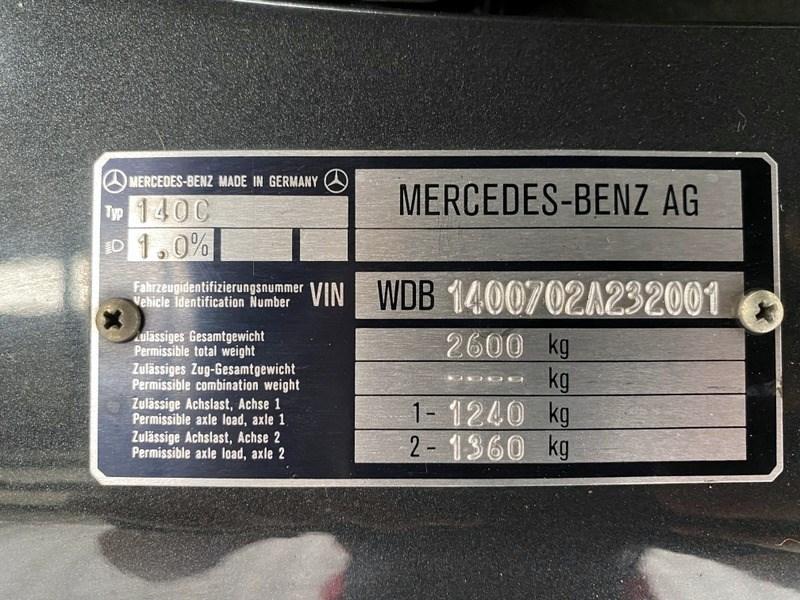 MERCEDES-BENZ MADE IN GERMANY
MERCEDES-BENZ AG
Typ 140C
1.0%
Fahrzeugidentifizierungsnummer
Vehicle Identification Number
VIN WDB 1400702A232001
Zulässiges Gesamtgewicht
Permissible total weight
2600 kg
Zulässiges Zug-Gesamtgewicht
Permissible combination weight
---- kg
Zulässige Achslast, Achse 1
Permissible axle load, axle 1
1- 1240 kg
Zulässige Achslast, Achse 2
Permissible axle load, axle 2
2- 1360 kg